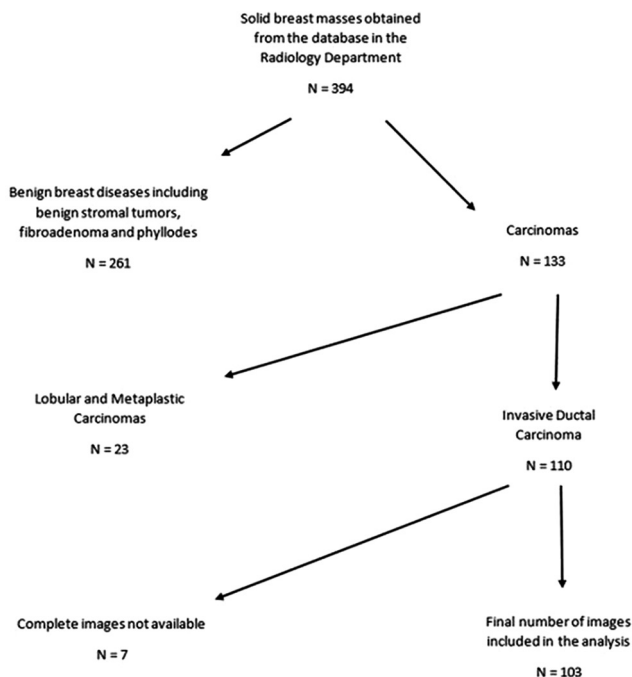 Solid breast masses obtained
from the database in the
Radiology Department
N = 394
Benign breast diseases including
benign stromal tumors,
fibroadenoma and phyllodes
N = 261
Carcinomas
N = 133
Lobular and Metaplastic
Carcinomas
N = 23
Invasive Ductal
Carcinoma
N = 110
Complete images not available
N = 7
Final number of images
included in the analysis
N = 103